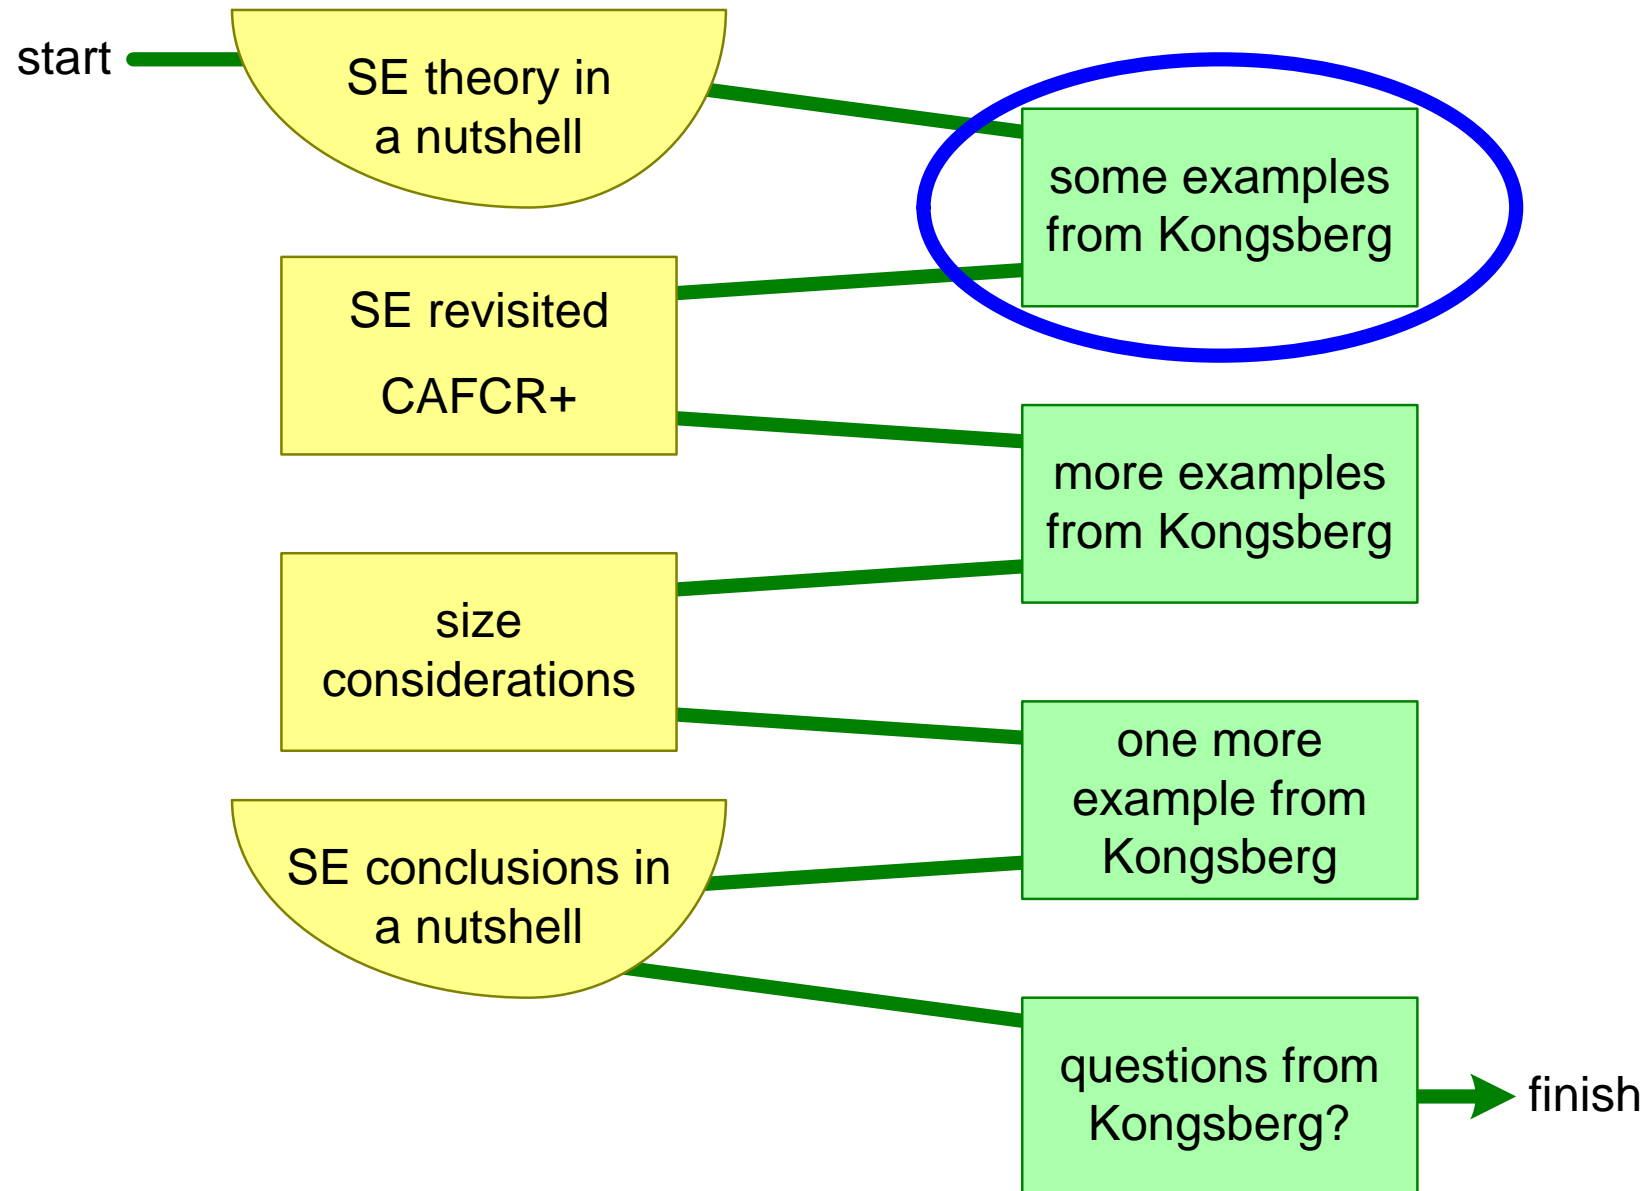 start
SE theory in
a nutshell
some examples
from Kongsberg
SE revisited
CAFCR+
more examples
from Kongsberg
size
considerations
one more
example from
Kongsberg
SE conclusions in
a nutshell
questions from
Kongsberg?
finish